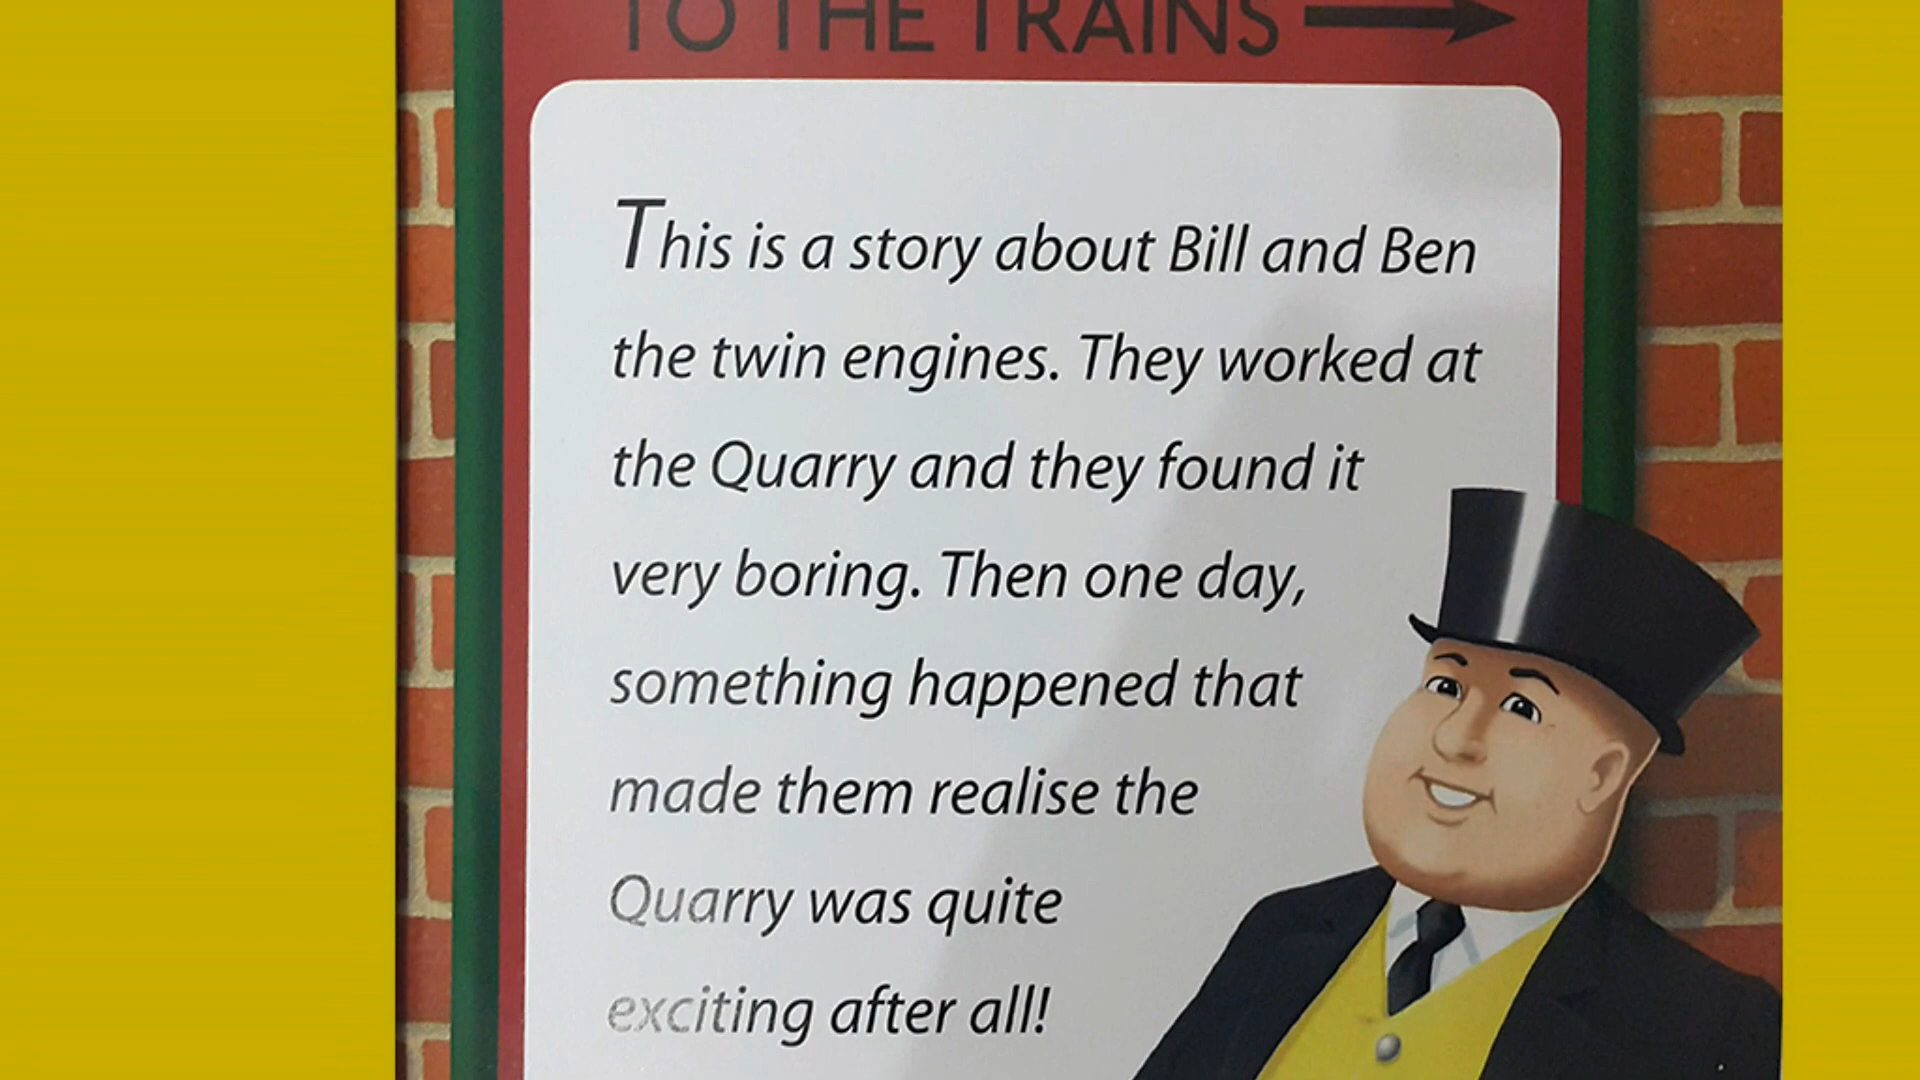 TO THE TRAINS
This is a story about Bill and Ben
the twin engines. They worked at
the Quarry and they found it
very boring. Then one day,
something happened that
made them realise the
Quarry was quite
exciting after all!